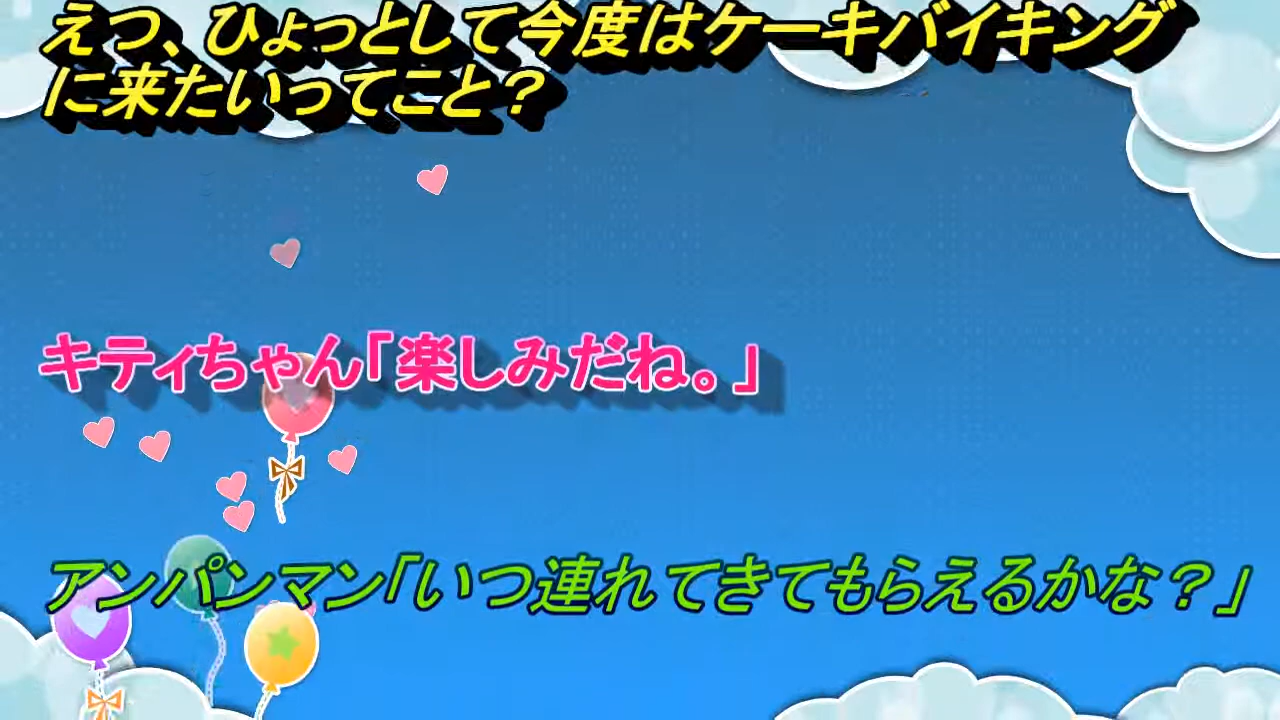 えつ、ひょっとして今度はケーキバイキング
に来たいってこと？
キティちゃん「楽しみだね。」
アンパンマン「いつ連れてきてもらえるかな？」